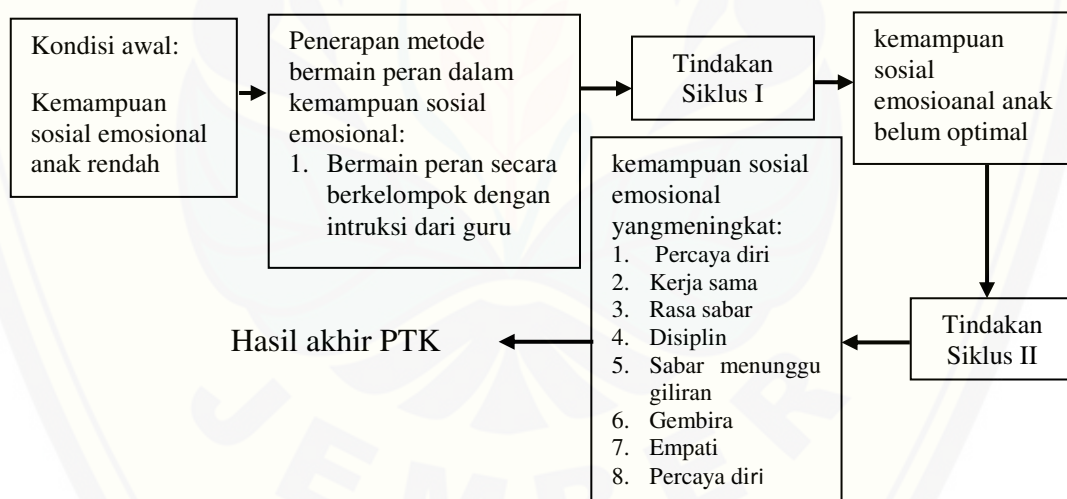 Kondisi awal:
Kemampuan
sosial emosional
anak rendah
Penerapan metode
bermain peran dalam
kemampuan sosial
emosional:
1. Bermain peran secara
berkelompok dengan
intruksi dari guru
Tindakan
Siklus I
kemampuan
sosial
emosioanal anak
belum optimal
Tindakan
Siklus II
kemampuan sosial
emosional
yangmeningkat:
1. Percaya diri
2. Kerja sama
3. Rasa sabar
4. Disiplin
5. Sabar menunggu
giliran
6. Gembira
7. Empati
8. Percaya diri
Hasil akhir PTK
JEMBER